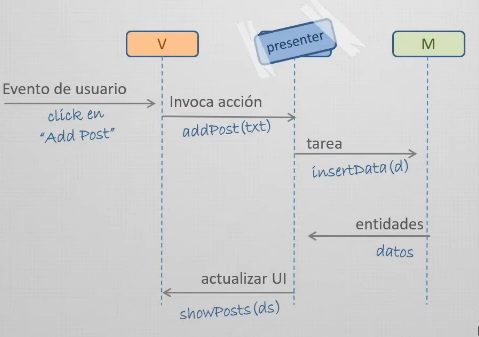 V
presenter
M
Evento de usuario
click en
"Add Post"
Invoca acción
addPost(txt)
tarea
insertData(d)
entidades
datos
actualizar UI
showPosts(ds)